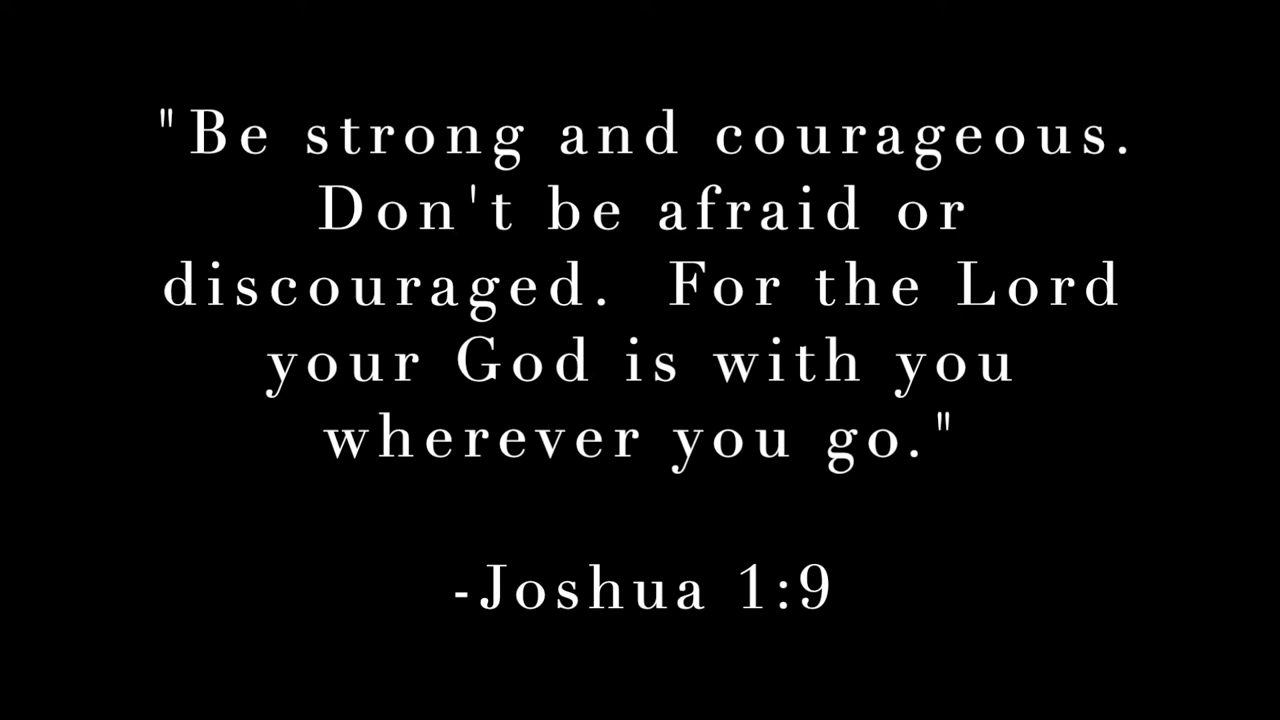 "Be strong and courageous.
Don't be afraid or
discouraged.  For the Lord
your God is with you
wherever you go."
-Joshua 1:9